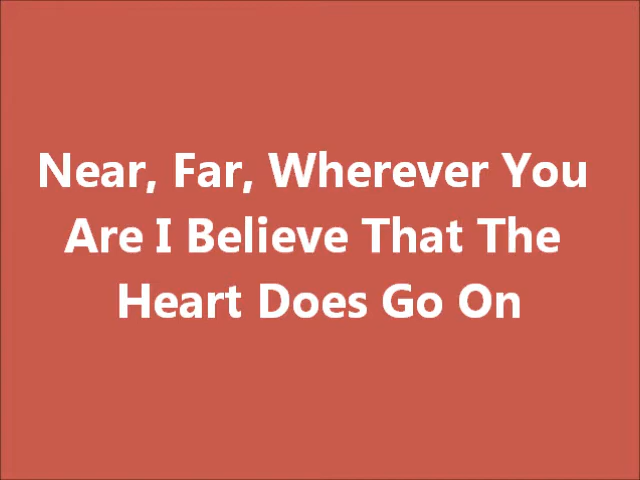 Near, Far, Wherever You
Are I Believe That The
Heart Does Go On